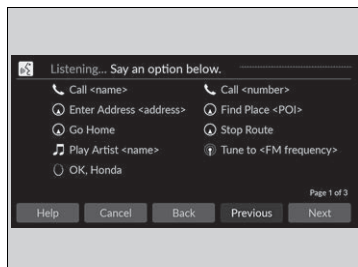 Listening... Say an option below.
Call <name>
Call <number>
Enter Address <address>
Find Place <POI>
Go Home
Stop Route
Play Artist <name>
Tune to <FM frequency>
OK, Honda
Page 1 of 3
Help
Cancel
Back
Previous
Next